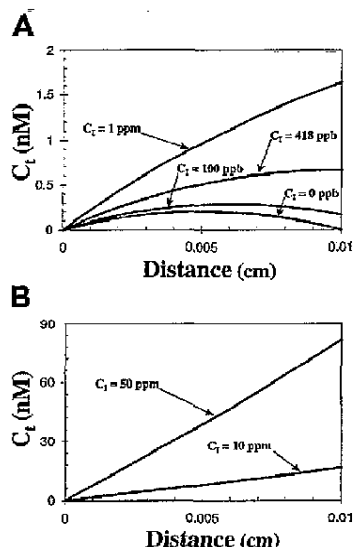 A
2
1.5
1
0.5
0
C_f (nM)
C_I = 1 ppm
C_I = 418 ppb
C_I = 100 ppb
C_I = 0 ppb
0
0.005
0.01
Distance (cm)
B
90
60
30
0
C_f (nM)
C_I = 50 ppm
C_I = 10 ppm
0
0.005
0.01
Distance (cm)